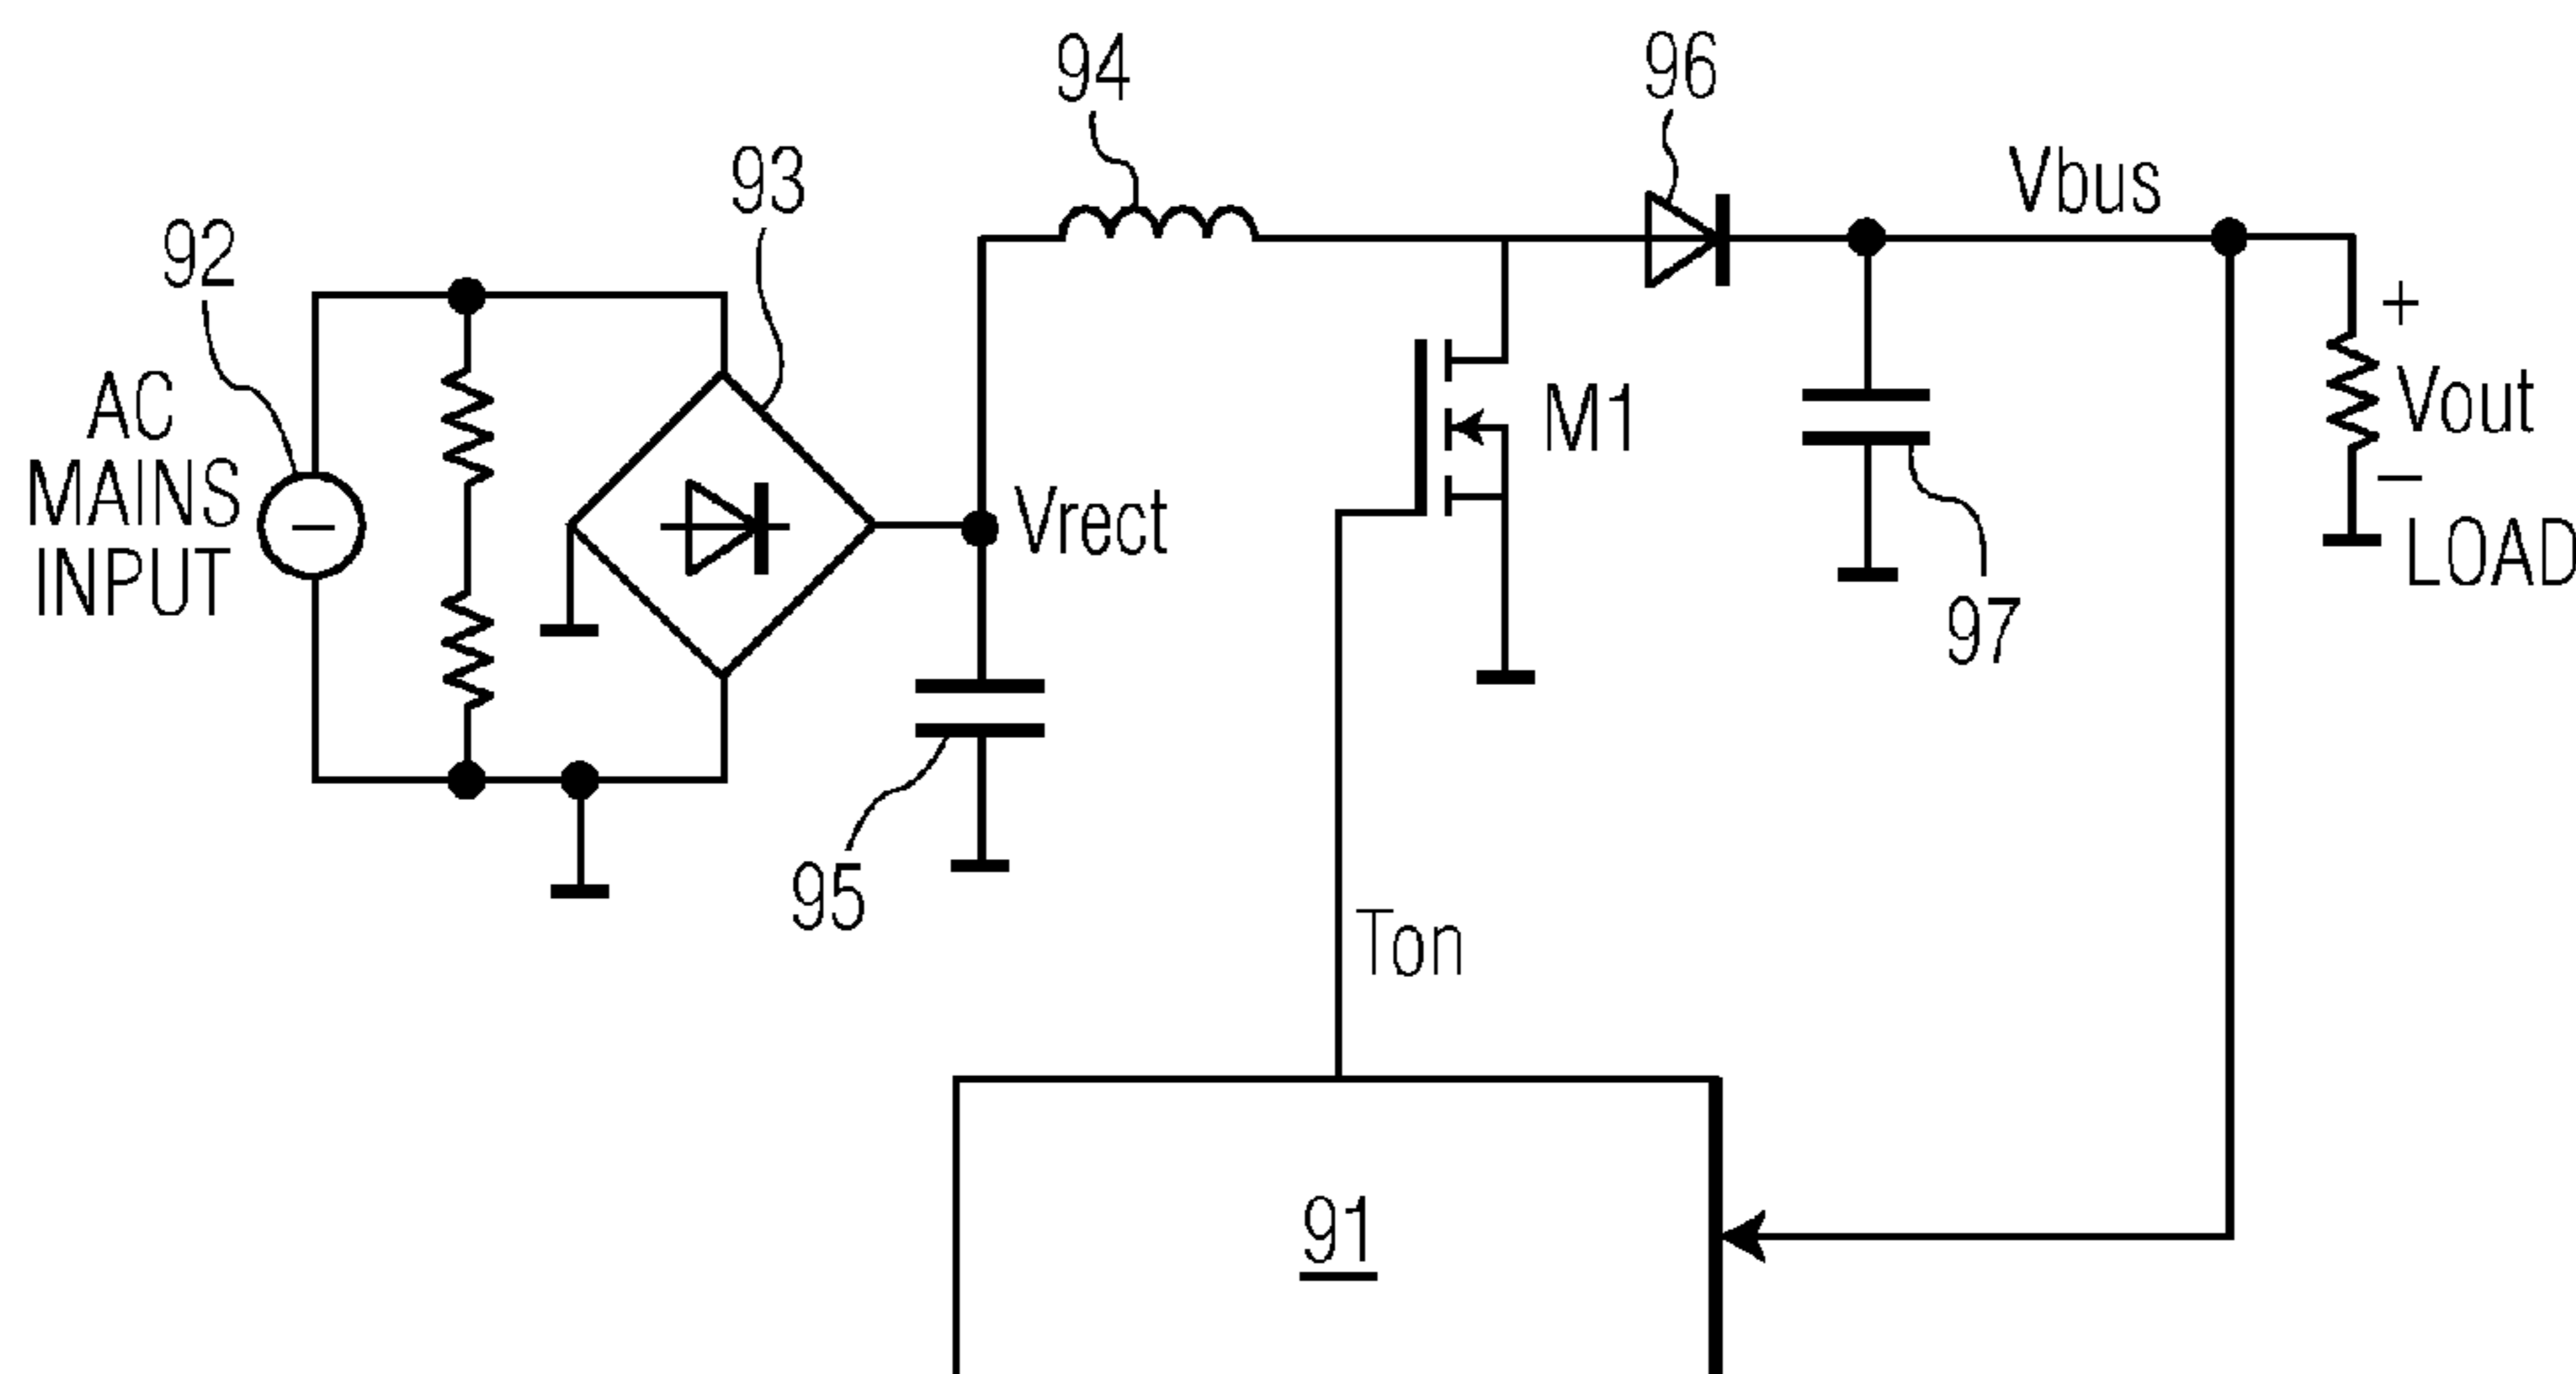 94
96
93
Vbus
92
+
AC
MAINS
INPUT
M1
Vout
−
LOAD
Vrect
97
95
Ton
91